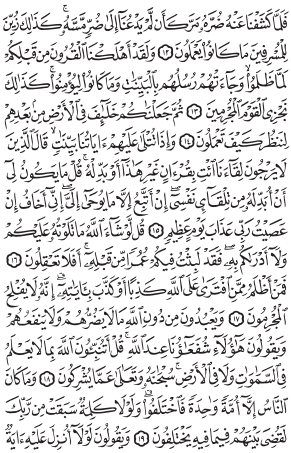 فَلَمَّا كَشَفْنَا عَنْهُ ضُرَّهُۥ مَرَّ كَأَن لَّمْ يَدْعُنَآ إِلَىٰ ضُرٍّ مَّسَّهُۥ ۚ كَذَٰلِكَ زُيِّنَ
لِلْمُسْرِفِينَ مَا كَانُوا۟ يَعْمَلُونَ ١٢ وَلَقَدْ أَهْلَكْنَا ٱلْقُرُونَ مِن قَبْلِكُمْ
لَمَّا ظَلَمُوا۟ ۙ وَجَآءَتْهُمْ رُسُلُهُم بِٱلْبَيِّنَٰتِ وَمَا كَانُوا۟ لِيُؤْمِنُوا۟ ۚ كَذَٰلِكَ
نَجْزِى ٱلْقَوْمَ ٱلْمُجْرِمِينَ ١٣ ثُمَّ جَعَلْنَٰكُمْ خَلَٰٓئِفَ فِى ٱلْأَرْضِ مِنۢ بَعْدِهِمْ
لِنَنظُرَ كَيْفَ تَعْمَلُونَ ١٤ وَإِذَا تُتْلَىٰ عَلَيْهِمْ ءَايَاتُنَا بَيِّنَٰتٍ ۙ قَالَ ٱلَّذِينَ
لَا يَرْجُونَ لِقَآءَنَا ٱئْتِ بِقُرْءَانٍ غَيْرِ هَٰذَآ أَوْ بَدِّلْهُ ۚ قُلْ مَا يَكُونُ لِىٓ
أَنْ أُبَدِّلَهُۥ مِن تِلْقَآئِ نَفْسِىٓ ۖ إِنْ أَتَّبِعُ إِلَّا مَا يُوحَىٰٓ إِلَىَّ ۖ إِنِّىٓ أَخَافُ إِنْ
عَصَيْتُ رَبِّى عَذَابَ يَوْمٍ عَظِيمٍ ١٥ قُل لَّوْ شَآءَ ٱللَّهُ مَا تَلَوْتُهُۥ عَلَيْكُمْ
وَلَآ أَدْرَىٰكُم بِهِۦ ۖ فَقَدْ لَبِثْتُ فِيكُمْ عُمُرًا مِّن قَبْلِهِۦٓ ۚ أَفَلَا تَعْقِلُونَ ١٦
فَمَنْ أَظْلَمُ مِمَّنِ ٱفْتَرَىٰ عَلَى ٱللَّهِ كَذِبًا أَوْ كَذَّبَ بِـَٔايَٰتِهِۦٓ ۚ إِنَّهُۥ لَا يُفْلِحُ
ٱلْمُجْرِمُونَ ١٧ وَيَعْبُدُونَ مِن دُونِ ٱللَّهِ مَا لَا يَضُرُّهُمْ وَلَا يَنفَعُهُمْ
وَيَقُولُونَ هَٰٓؤُلَآءِ شُفَعَٰٓؤُنَا عِندَ ٱللَّهِ ۚ قُلْ أَتُنَبِّـُٔونَ ٱللَّهَ بِمَا لَا يَعْلَمُ
فِى ٱلسَّمَٰوَٰتِ وَلَا فِى ٱلْأَرْضِ ۚ سُبْحَٰنَهُۥ وَتَعَٰلَىٰ عَمَّا يُشْرِكُونَ ١٨ وَمَا كَانَ
ٱلنَّاسُ إِلَّآ أُمَّةً وَٰحِدَةً فَٱخْتَلَفُوا۟ ۚ وَلَوْلَا كَلِمَةٌ سَبَقَتْ مِن رَّبِّكَ
لَقُضِىَ بَيْنَهُمْ فِيمَا فِيهِ يَخْتَلِفُونَ ١٩ وَيَقُولُونَ لَوْلَآ أُنزِلَ عَلَيْهِ ءَايَةٌ